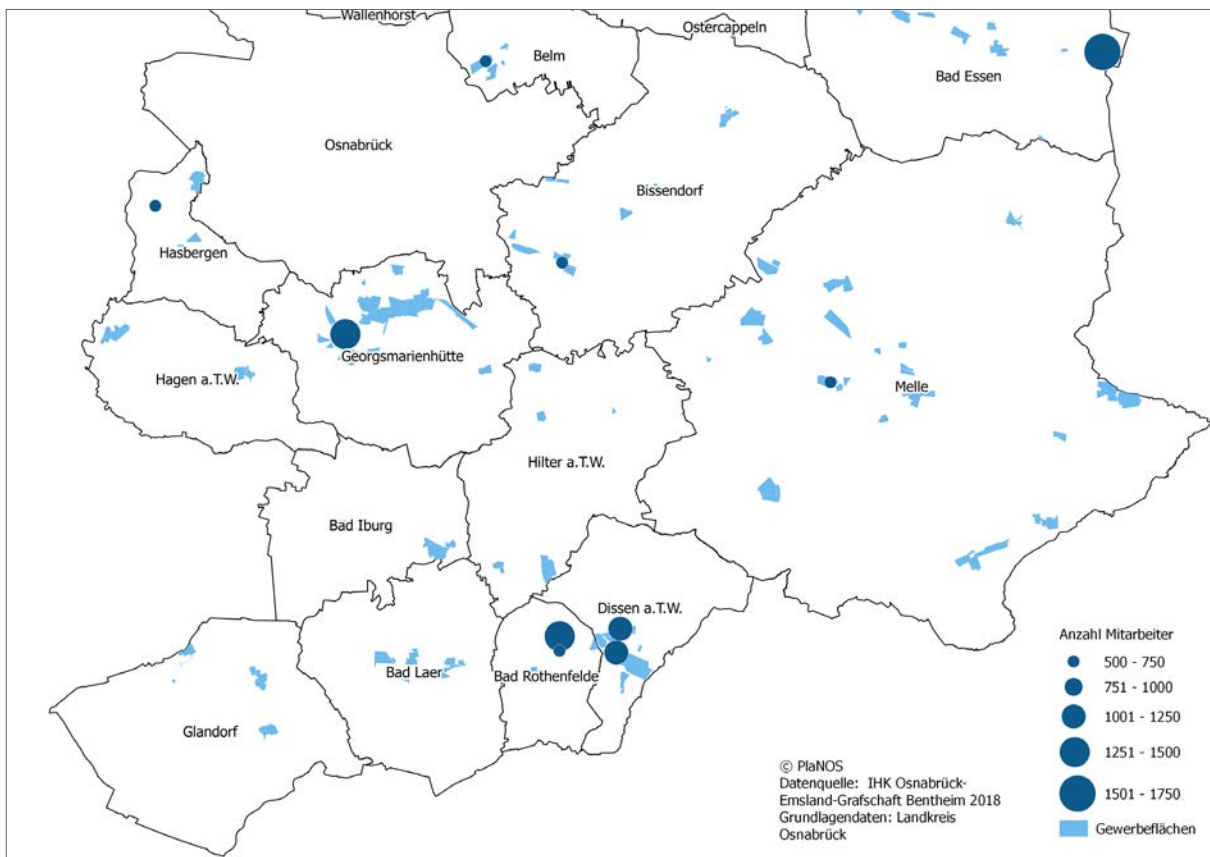 Wallenhorst
Ostercappeln
Belm
Bad Essen
Osnabrück
Bissendorf
Hasbergen
Georgsmarienhütte
Hagen a.T.W.
Melle
Hilter a.T.W.
Bad Iburg
Dissen a.T.W.
Bad Laer
Bad Rothenfelde
Glandorf
Anzahl Mitarbeiter
500 - 750
751 - 1000
1001 - 1250
1251 - 1500
1501 - 1750
Gewerbeflächen
© PlaNOS
Datenquelle: IHK Osnabrück-
Emsland-Grafschaft Bentheim 2018
Grundlagendaten: Landkreis
Osnabrück